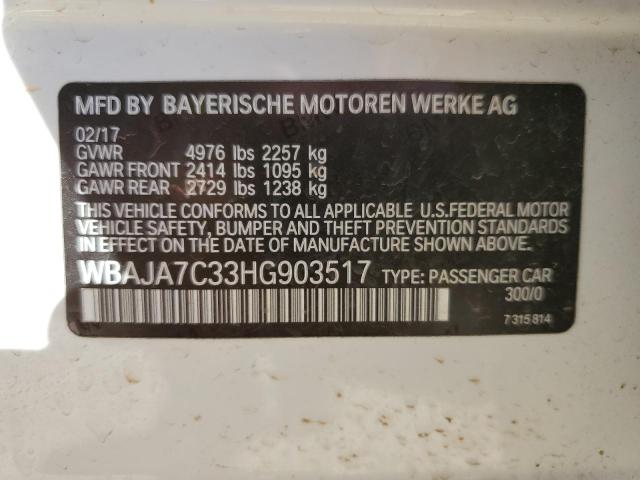 MFD BY BAYERISCHE MOTOREN WERKE AG
02/17
GVWR 4976 lbs 2257 kg
GAWR FRONT 2414 lbs 1095 kg
GAWR REAR 2729 lbs 1238 kg
THIS VEHICLE CONFORMS TO ALL APPLICABLE U.S.FEDERAL MOTOR
VEHICLE SAFETY, BUMPER AND THEFT PREVENTION STANDARDS
IN EFFECT ON THE DATE OF MANUFACTURE SHOWN ABOVE.
WBAJA7C33HG903517 TYPE: PASSENGER CAR
300/0
7 315 814